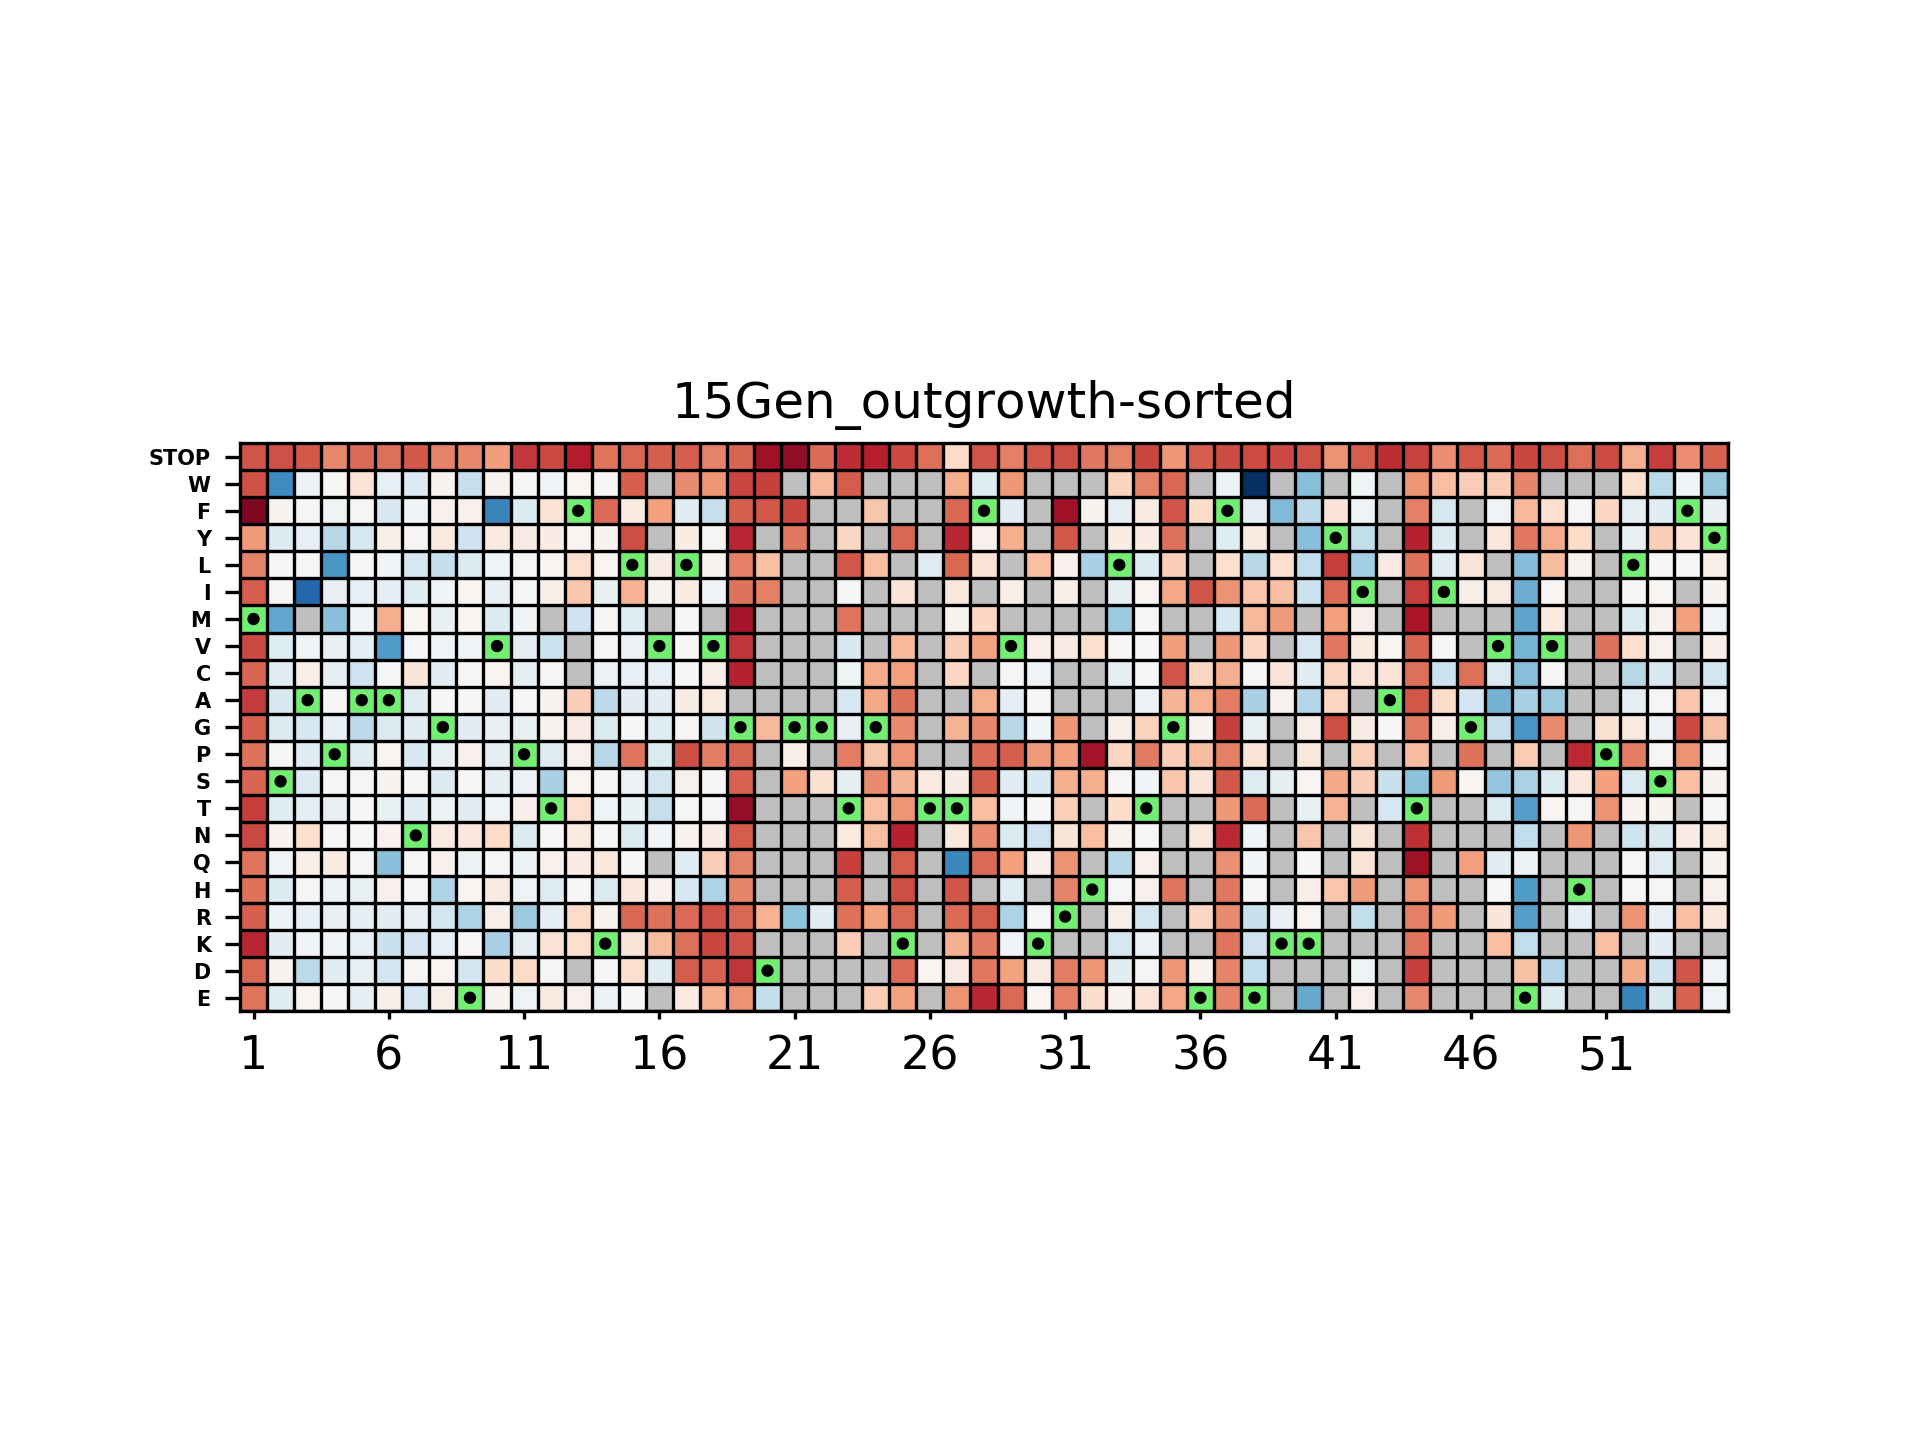 15Gen_outgrowth-sorted
STOP
W
F
Y
L
I
M
V
C
A
G
P
S
T
N
Q
H
R
K
D
E
1 6 11 16 21 26 31 36 41 46 51